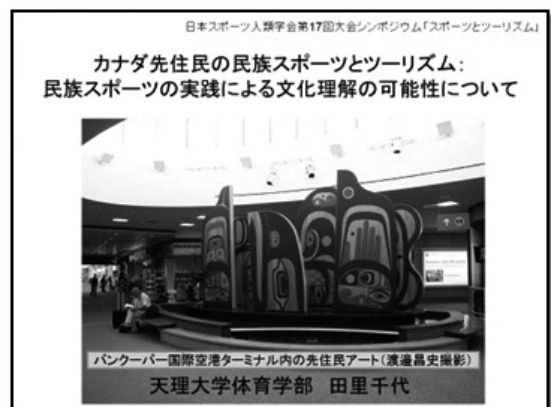 日本スポーツ人類学会第17回大会シンポジウム「スポーツとツーリズム」
カナダ先住民の民族スポーツとツーリズム：
民族スポーツの実践による文化理解の可能性について
バンクーバー国際空港ターミナル内の先住民アート（渡邉昌史撮影）
天理大学体育学部　田里千代